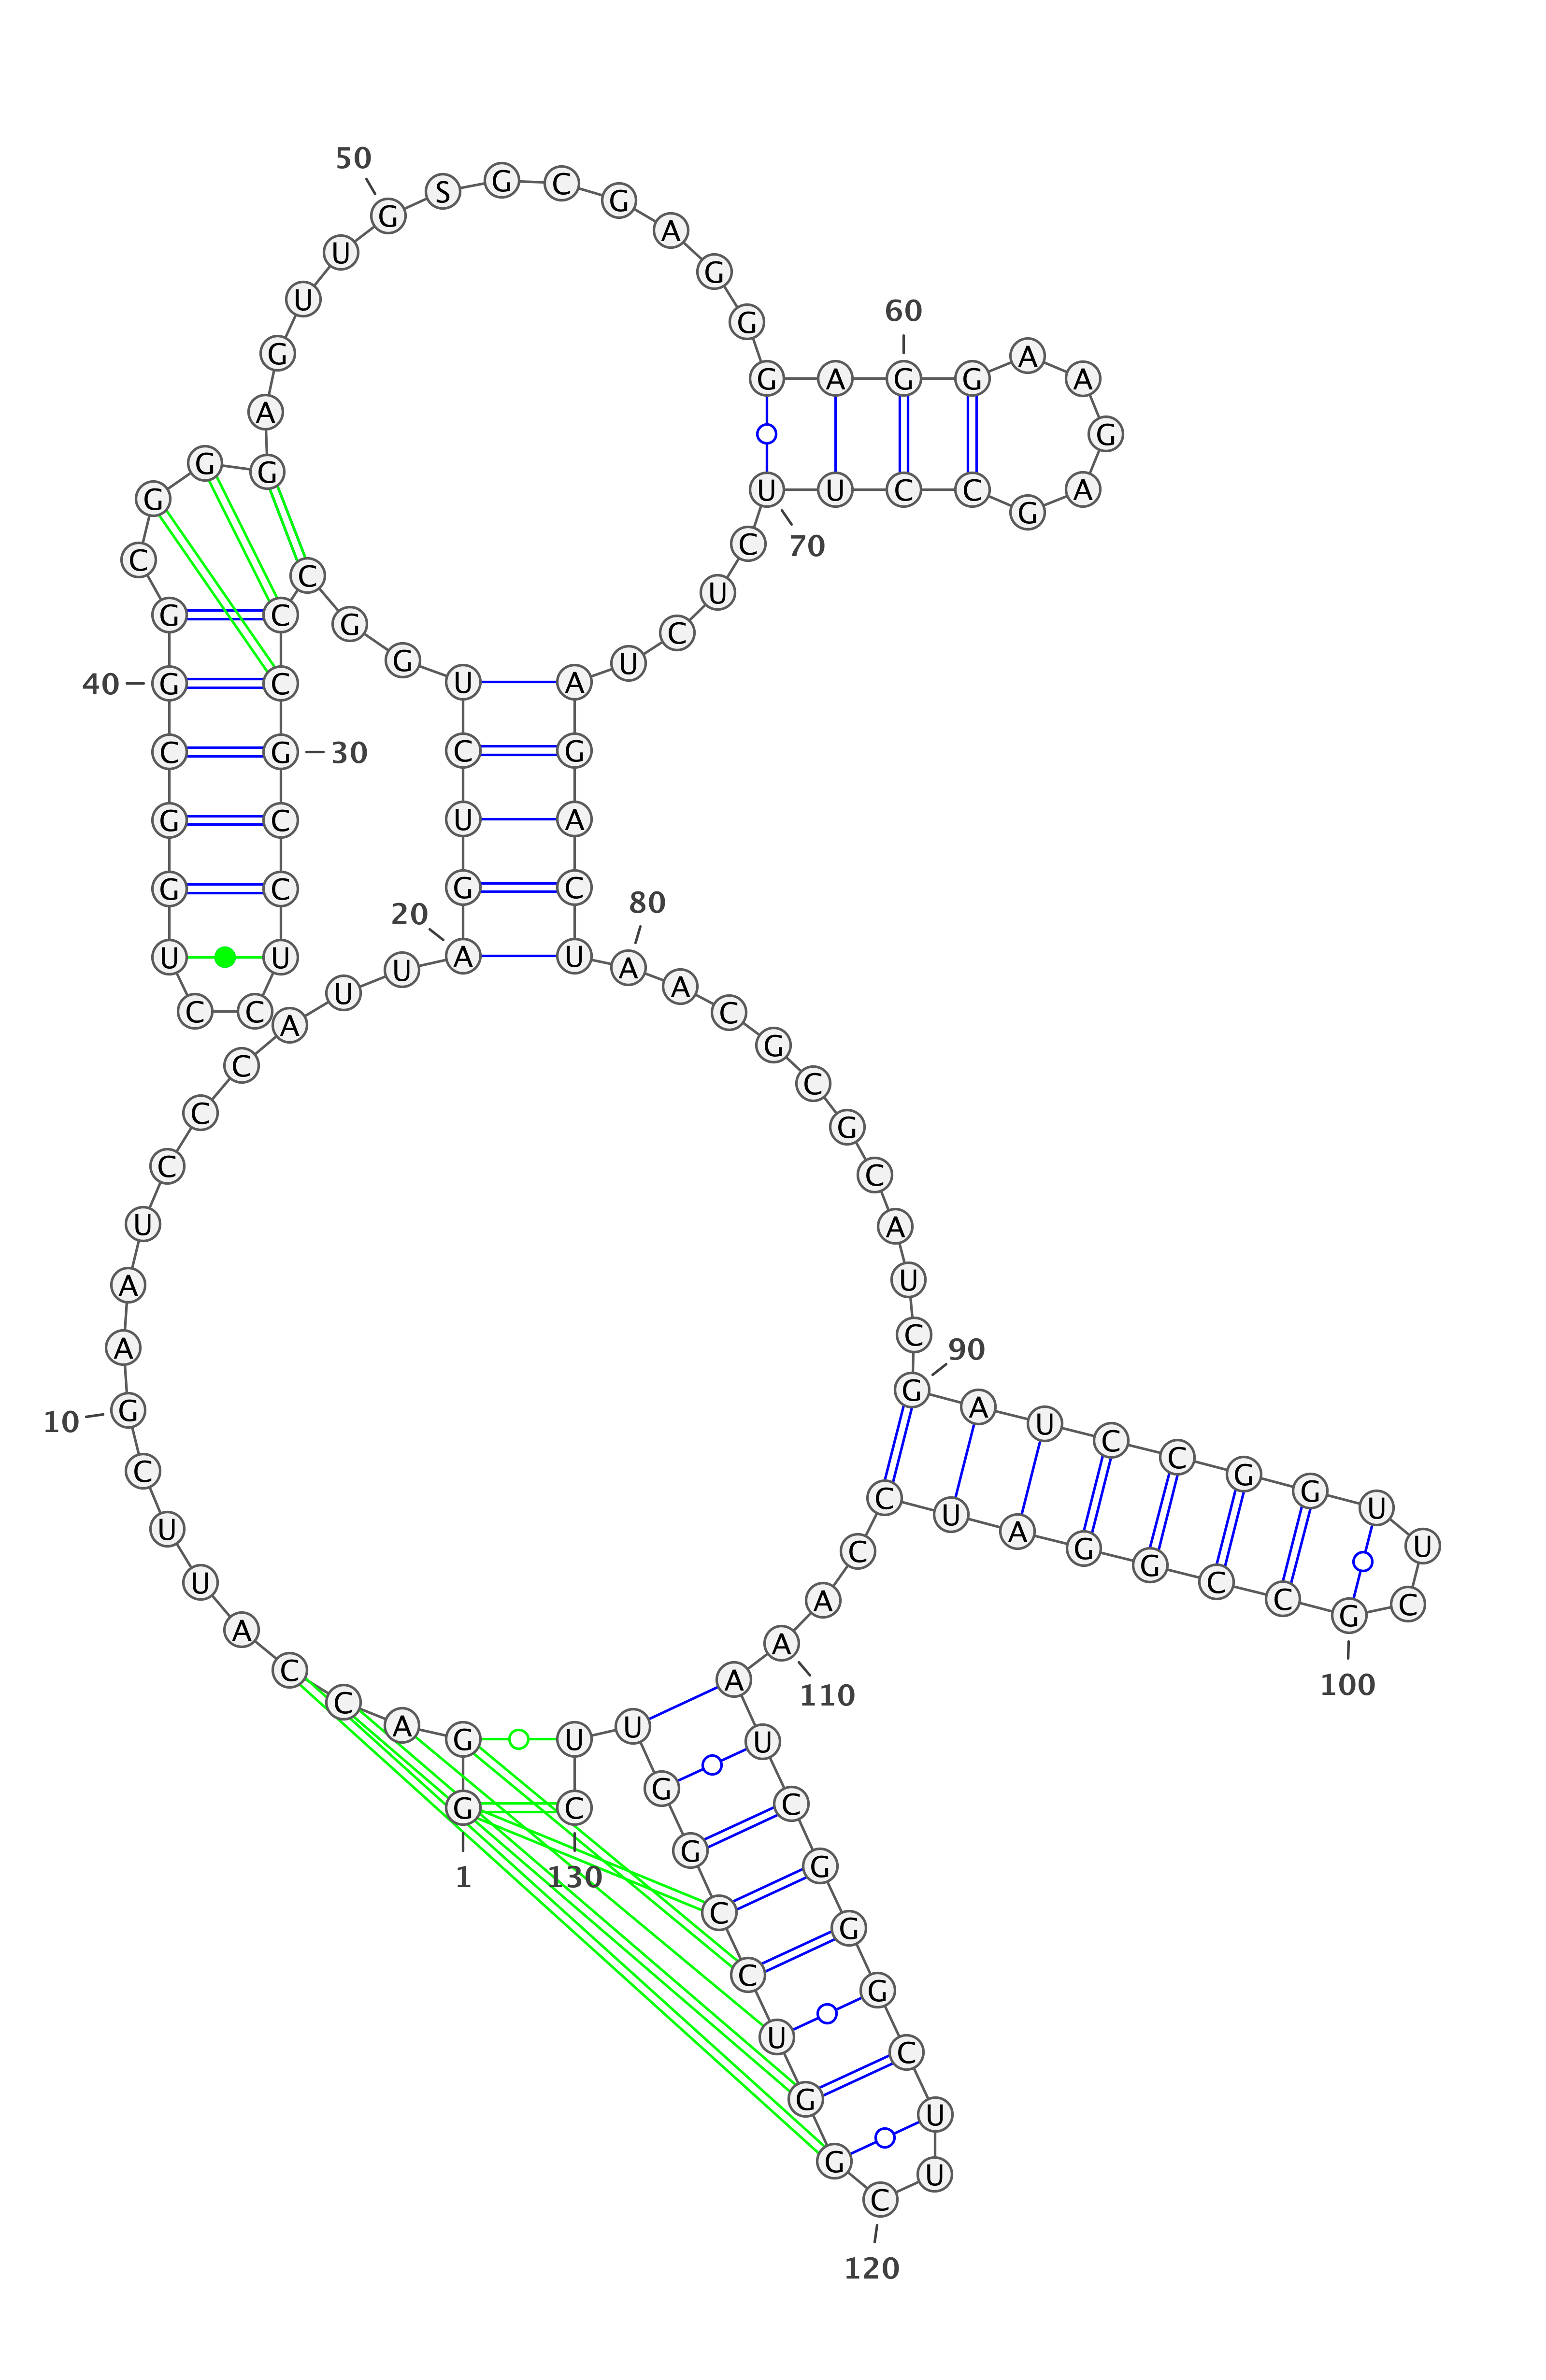 1
G G A C C A U U C
10
G A A U C C C A U U
20
A G U C U G G C C C
30
G C C U C C U G G C
40
G G C G G G A G U U
50
G S G C G A G G G A
60
G G A A G A G C C U
70
U C U C U A G A C U
80
A A C G C G C A U C
90
G A U C C G G U U C
100
G C C G G A U C C A
110
A A U C G G G C U U
120
C G G U C C G G U U
130
C